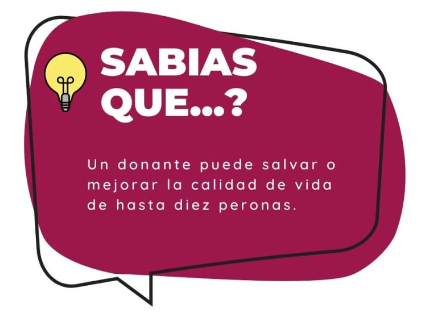 SABIAS
QUE...?
Un donante puede salvar o
mejorar la calidad de vida
de hasta diez peronas.